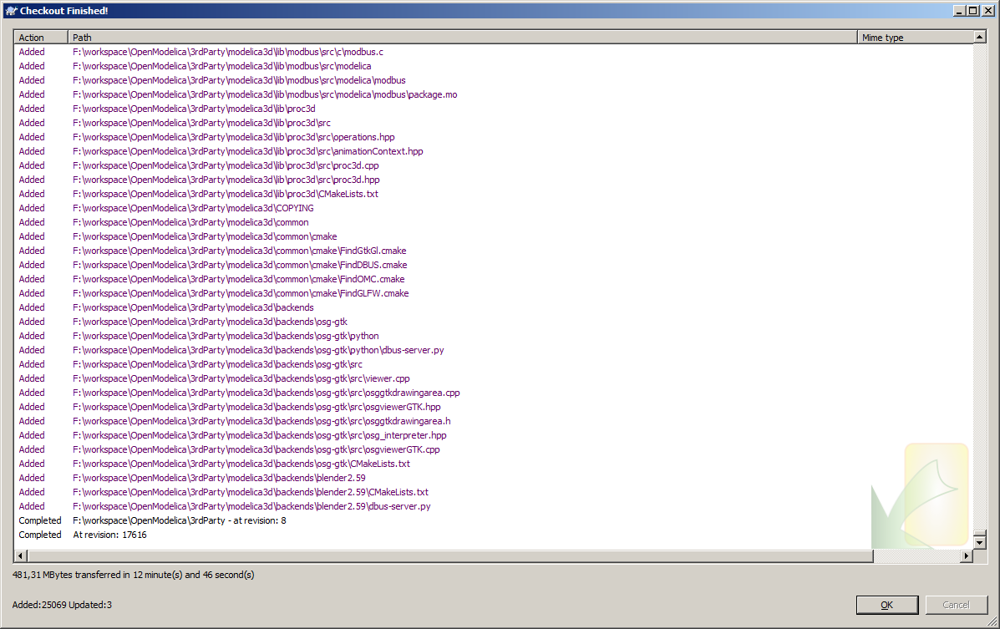 Checkout Finished!
Action Path Mime type
Added F:\workspace\OpenModelica\3rdParty\modelica3d\lib\modbus\src\c\modbus.c
Added F:\workspace\OpenModelica\3rdParty\modelica3d\lib\modbus\src\modelica
Added F:\workspace\OpenModelica\3rdParty\modelica3d\lib\modbus\src\modelica\modbus
Added F:\workspace\OpenModelica\3rdParty\modelica3d\lib\modbus\src\modelica\modbus\package.mo
Added F:\workspace\OpenModelica\3rdParty\modelica3d\lib\proc3d
Added F:\workspace\OpenModelica\3rdParty\modelica3d\lib\proc3d\src
Added F:\workspace\OpenModelica\3rdParty\modelica3d\lib\proc3d\src\operations.hpp
Added F:\workspace\OpenModelica\3rdParty\modelica3d\lib\proc3d\src\animationContext.hpp
Added F:\workspace\OpenModelica\3rdParty\modelica3d\lib\proc3d\src\proc3d.cpp
Added F:\workspace\OpenModelica\3rdParty\modelica3d\lib\proc3d\src\proc3d.hpp
Added F:\workspace\OpenModelica\3rdParty\modelica3d\lib\proc3d\CMakeLists.txt
Added F:\workspace\OpenModelica\3rdParty\modelica3d\COPYING
Added F:\workspace\OpenModelica\3rdParty\modelica3d\common
Added F:\workspace\OpenModelica\3rdParty\modelica3d\common\cmake
Added F:\workspace\OpenModelica\3rdParty\modelica3d\common\cmake\FindGtkGl.cmake
Added F:\workspace\OpenModelica\3rdParty\modelica3d\common\cmake\FindDBUS.cmake
Added F:\workspace\OpenModelica\3rdParty\modelica3d\common\cmake\FindOMC.cmake
Added F:\workspace\OpenModelica\3rdParty\modelica3d\common\cmake\FindGLFW.cmake
Added F:\workspace\OpenModelica\3rdParty\modelica3d\backends
Added F:\workspace\OpenModelica\3rdParty\modelica3d\backends\osg-gtk
Added F:\workspace\OpenModelica\3rdParty\modelica3d\backends\osg-gtk\python
Added F:\workspace\OpenModelica\3rdParty\modelica3d\backends\osg-gtk\python\dbus-server.py
Added F:\workspace\OpenModelica\3rdParty\modelica3d\backends\osg-gtk\src
Added F:\workspace\OpenModelica\3rdParty\modelica3d\backends\osg-gtk\src\viewer.cpp
Added F:\workspace\OpenModelica\3rdParty\modelica3d\backends\osg-gtk\src\osggtkdrawingarea.cpp
Added F:\workspace\OpenModelica\3rdParty\modelica3d\backends\osg-gtk\src\osgviewerGTK.hpp
Added F:\workspace\OpenModelica\3rdParty\modelica3d\backends\osg-gtk\src\osggtkdrawingarea.h
Added F:\workspace\OpenModelica\3rdParty\modelica3d\backends\osg-gtk\src\osg_interpreter.hpp
Added F:\workspace\OpenModelica\3rdParty\modelica3d\backends\osg-gtk\src\osgviewerGTK.cpp
Added F:\workspace\OpenModelica\3rdParty\modelica3d\backends\osg-gtk\CMakeLists.txt
Added F:\workspace\OpenModelica\3rdParty\modelica3d\backends\blender2.59
Added F:\workspace\OpenModelica\3rdParty\modelica3d\backends\blender2.59\CMakeLists.txt
Added F:\workspace\OpenModelica\3rdParty\modelica3d\backends\blender2.59\dbus-server.py
Completed F:\workspace\OpenModelica\3rdParty - at revision: 8
Completed At revision: 17616
481,31 MBytes transferred in 12 minute(s) and 46 second(s)
Added:25069 Updated:3
OK Cancel